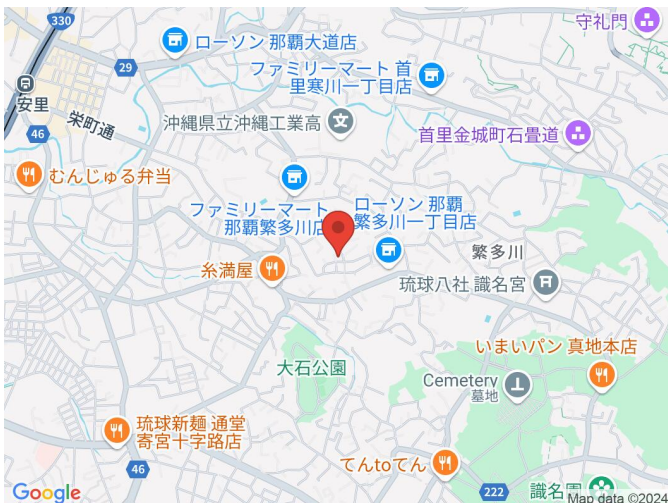 330
守礼門
ローソン 那覇大道店
29
ファミリーマート 首
里寒川一丁目店
安里
46
栄町通
沖縄県立沖縄工業高
首里金城町石畳道
むんじゅる弁当
ファミリーマート
那覇繁多川店
ローソン 那覇
繁多川一丁目店
繁多川
糸満屋
琉球八社 識名宮
大石公園
いまいパン 真地本店
Cemetery
墓地
琉球新麺 通堂
寄宮十字路店
46
てんtoてん
222
識名園
Google
Map data ©2024